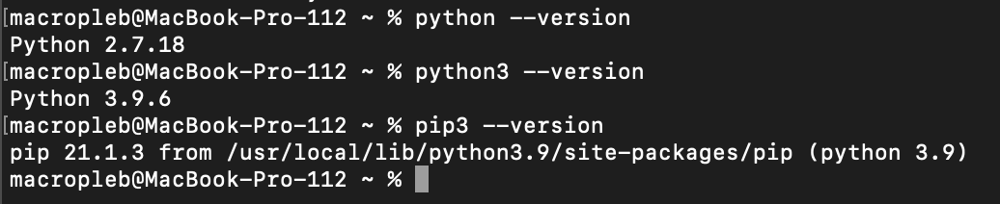 [macropleb@MacBook-Pro-112 ~ % python --version
Python 2.7.18
[macropleb@MacBook-Pro-112 ~ % python3 --version
Python 3.9.6
[macropleb@MacBook-Pro-112 ~ % pip3 --version
pip 21.1.3 from /usr/local/lib/python3.9/site-packages/pip (python 3.9)
macropleb@MacBook-Pro-112 ~ %